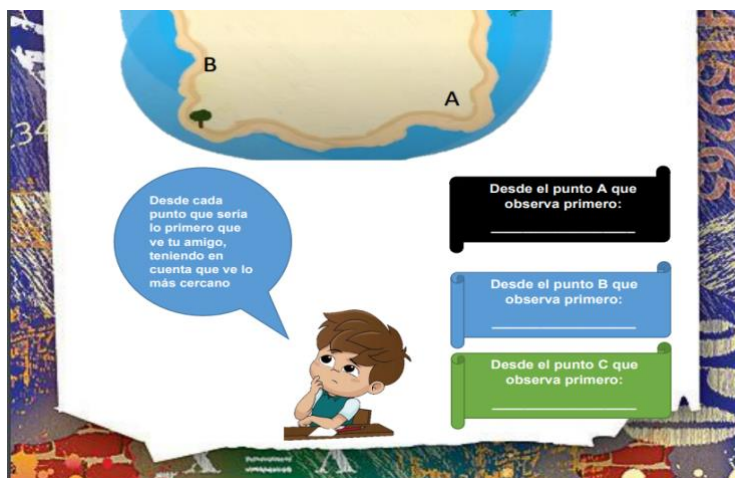 B
A
Desde cada
punto que sería
lo primero que
ve tu amigo,
teniendo en
cuenta que ve lo
más cercano
Desde el punto A que
observa primero:
Desde el punto B que
observa primero:
Desde el punto C que
observa primero: